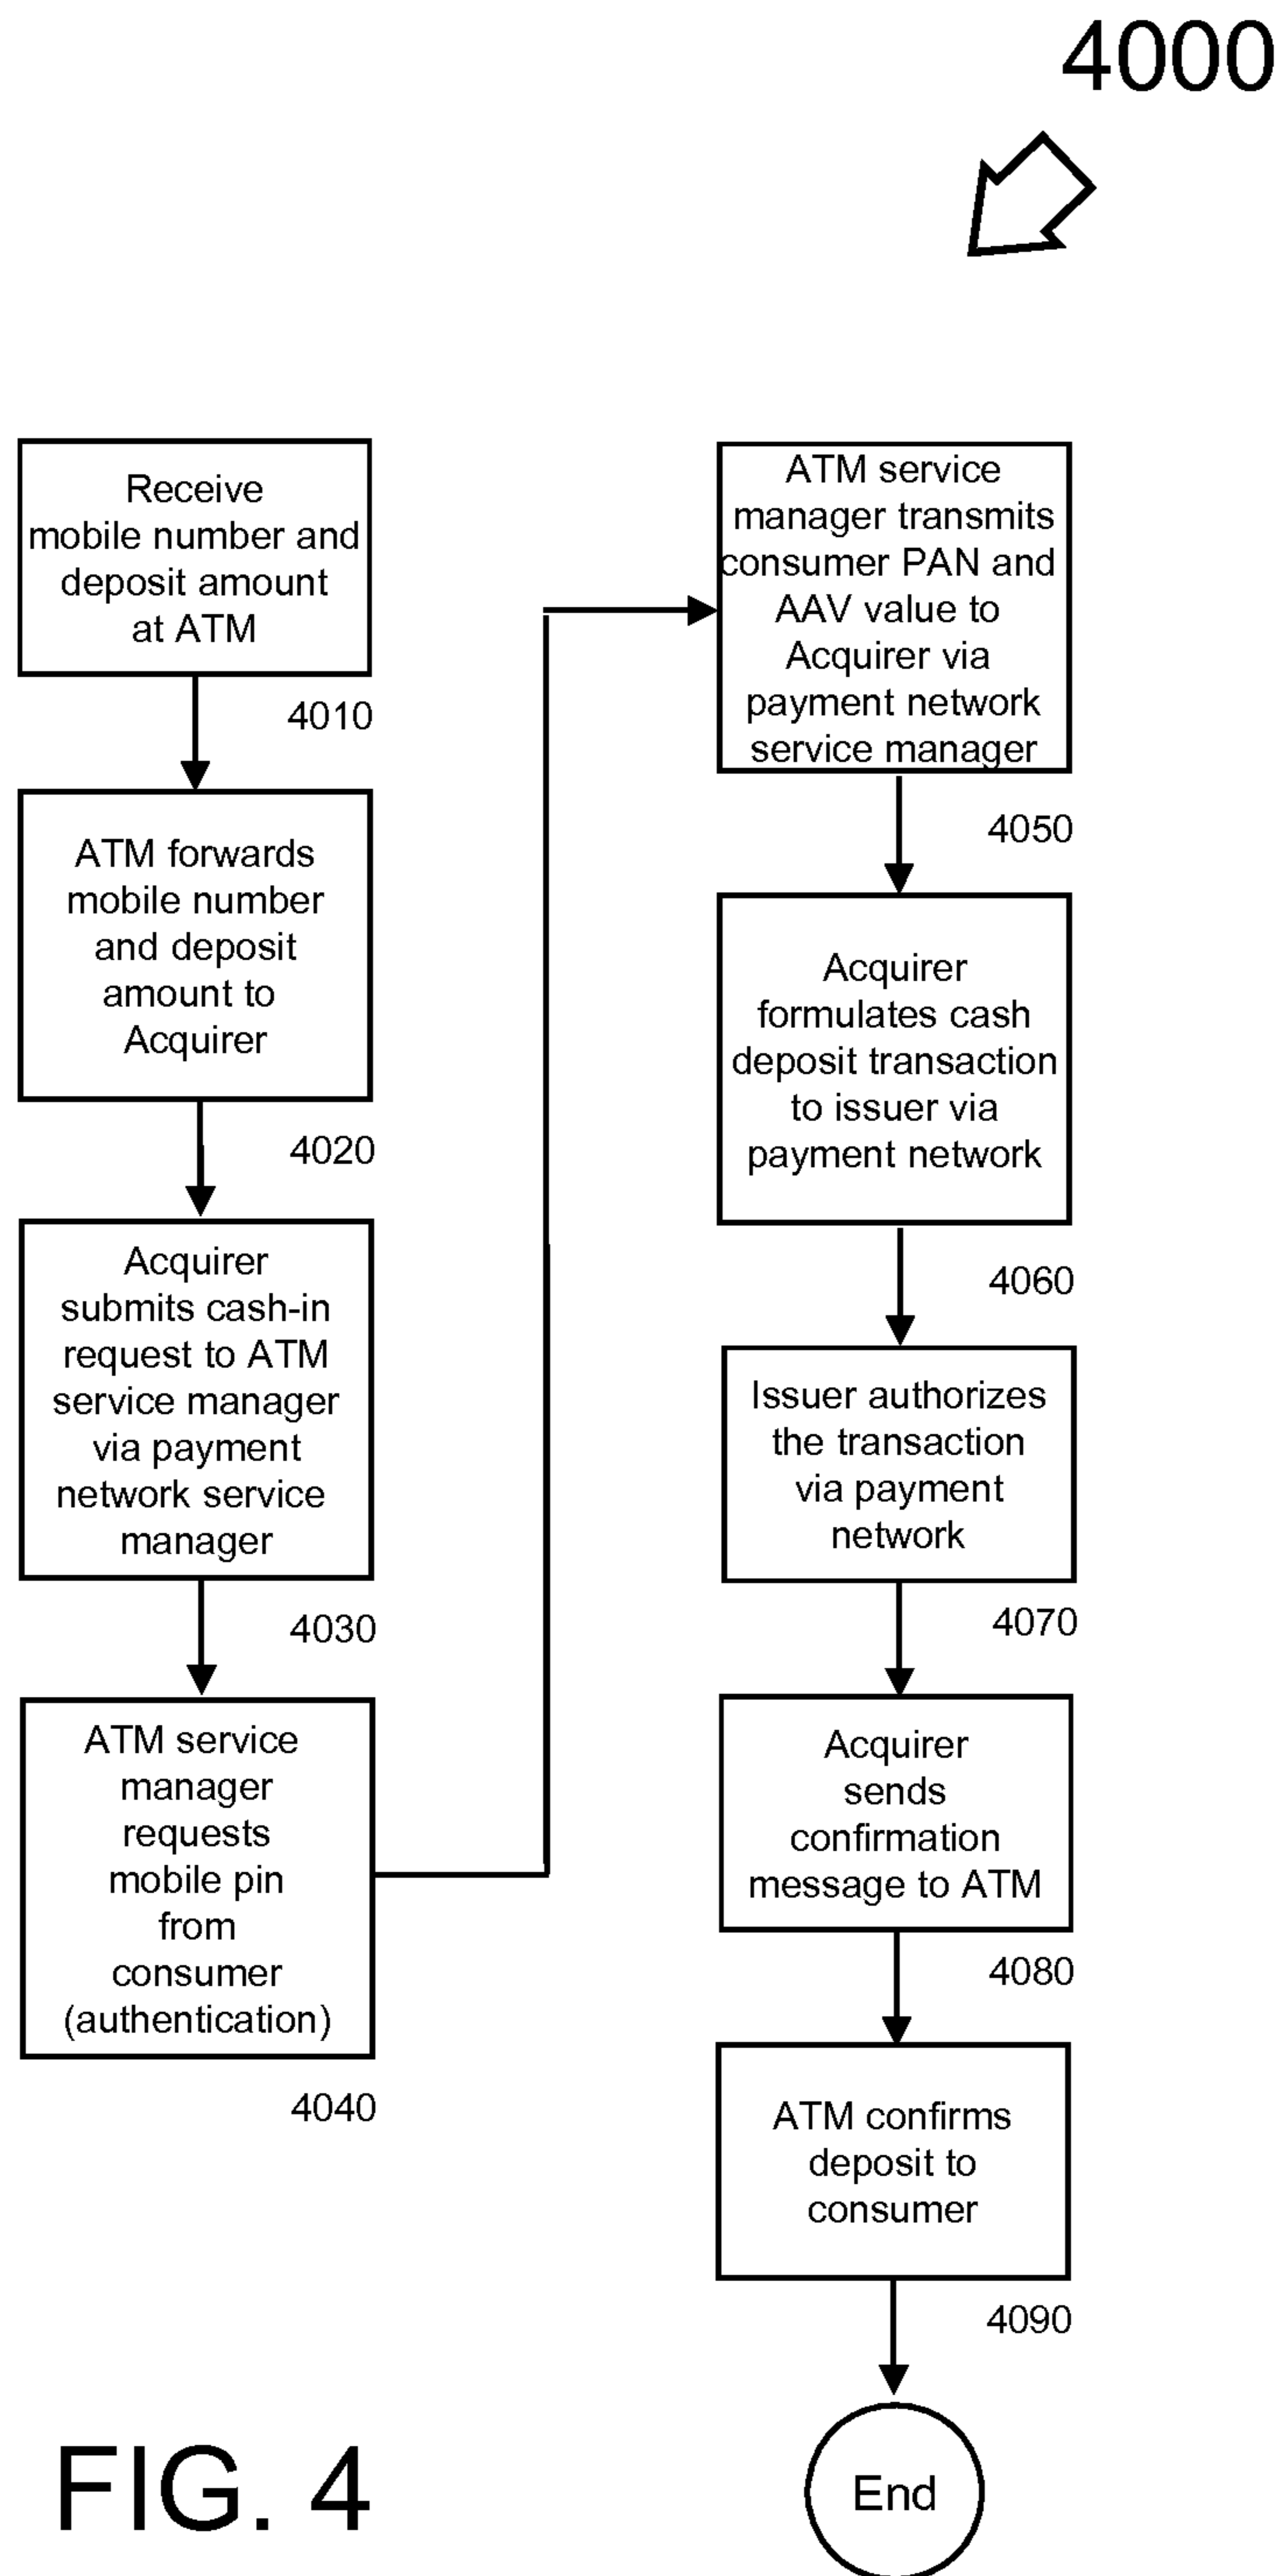 4000
Receive
mobile number and
deposit amount
at ATM
4010
ATM forwards
mobile number
and deposit
amount to
Acquirer
4020
Acquirer
submits cash-in
request to ATM
service manager
via payment
network service
manager
4030
ATM service
manager
requests
mobile pin
from
consumer
(authentication)
4040
ATM service
manager transmits
consumer PAN and
AAV value to
Acquirer via
payment network
service manager
4050
Acquirer
formulates cash
deposit transaction
to issuer via
payment network
4060
Issuer authorizes
the transaction
via payment
network
4070
Acquirer
sends
confirmation
message to ATM
4080
ATM confirms
deposit to
consumer
4090
End
FIG. 4